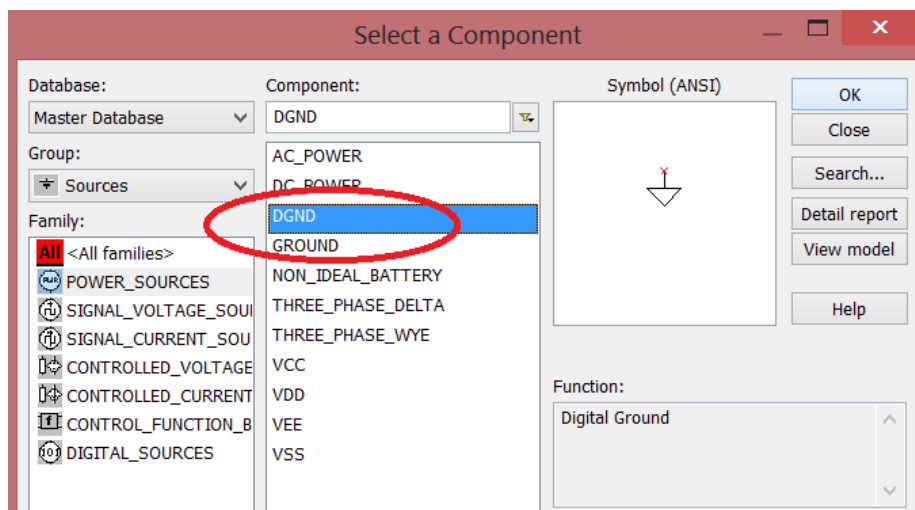 Select a Component
Database:
Master Database
Group:
Sources
Family:
All <All families>
POWER_SOURCES
SIGNAL_VOLTAGE_SOU
SIGNAL_CURRENT_SOU
CONTROLLED_VOLTAGE
CONTROLLED_CURRENT
CONTROL_FUNCTION_B
DIGITAL_SOURCES
Component:
DGND
AC_POWER
DC_POWER
DGND
GROUND
NON_IDEAL_BATTERY
THREE_PHASE_DELTA
THREE_PHASE_WYE
VCC
VDD
VEE
VSS
Symbol (ANSI)
Function:
Digital Ground
OK
Close
Search...
Detail report
View model
Help